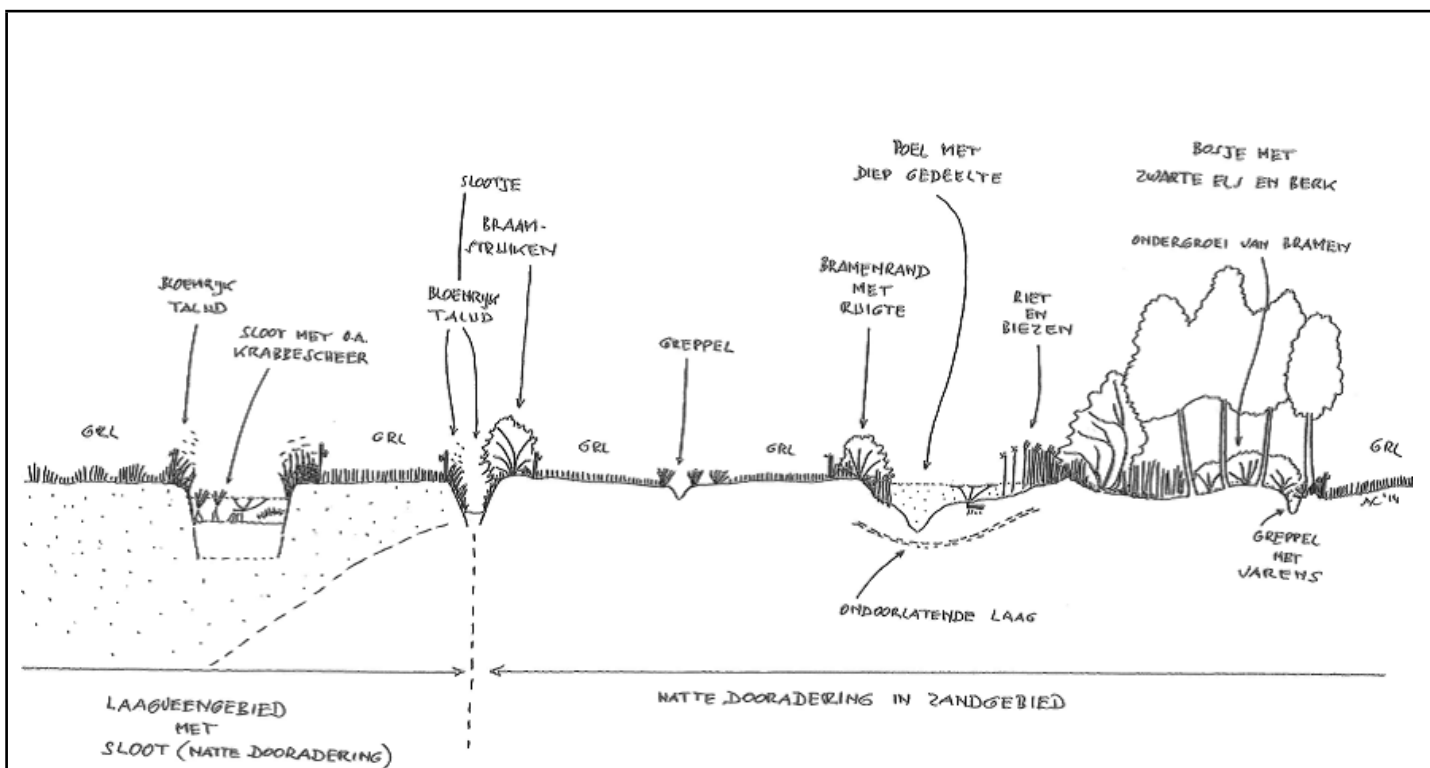 BLOEMRIJK
TALUD
SLOOT MET O.A.
KRABBESCHEER
SLOOTJE
BRAAM-
STRUIKEN
BLOEMRIJK
TALUD
GREPPEL
BRAMENRAND
MET
RUIGTE
POEL MET
DIEP GEDEELTE
RIET
EN
BIEZEN
BOSJE MET
ZWARTE ELS EN BERK
ONDERGROEI VAN BRAMEN
GRL
GRL
GRL
GRL
GRL
AC'14
GREPPEL
MET
VARENS
ONDOORLATENDE LAAG
LAAGVEENGEBIED
MET
SLOOT (NATTE DOORADERING)
NATTE DOORADERING IN ZANDGEBIED